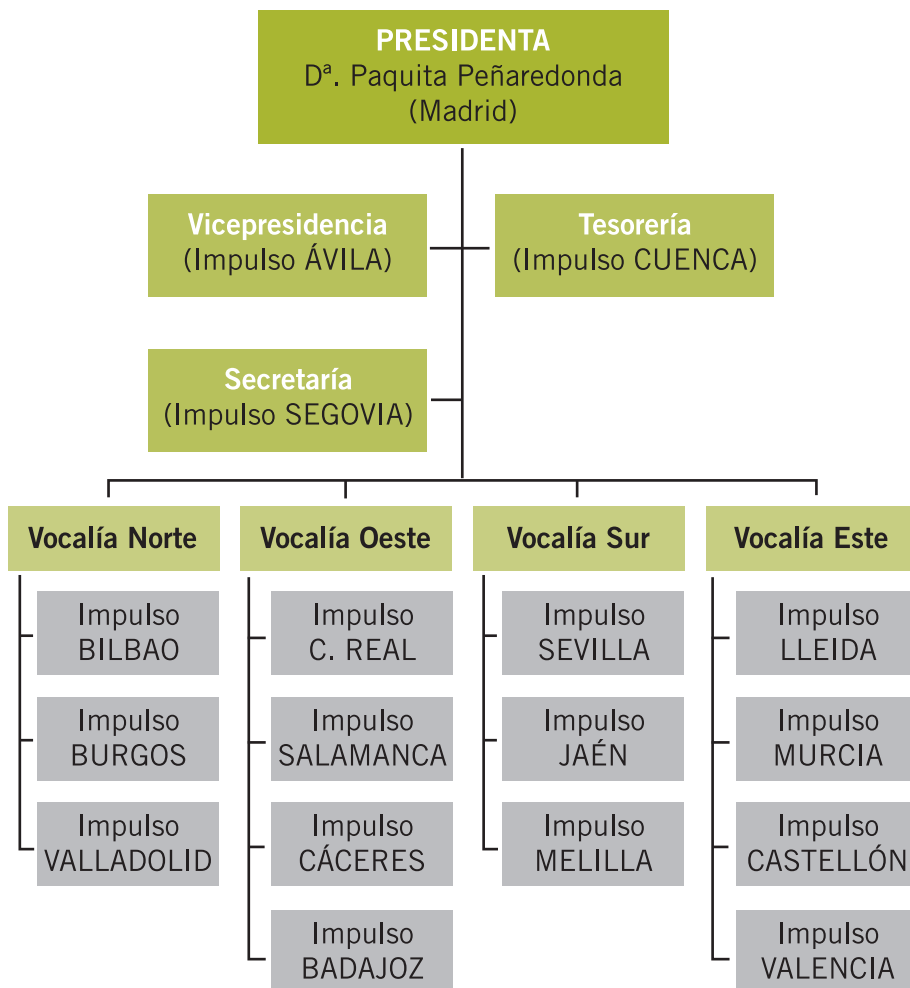 PRESIDENTA
Dª. Paquita Peñaredonda
(Madrid)
Vicepresidencia
(Impulso ÁVILA)
Tesorería
(Impulso CUENCA)
Secretaría
(Impulso SEGOVIA)
Vocalía Norte
Impulso
BILBAO
Impulso
BURGOS
Impulso
VALLADOLID
Vocalía Oeste
Impulso
C. REAL
Impulso
SALAMANCA
Impulso
CÁCERES
Impulso
BADAJOZ
Vocalía Sur
Impulso
SEVILLA
Impulso
JAÉN
Impulso
MELILLA
Vocalía Este
Impulso
LLEIDA
Impulso
MURCIA
Impulso
CASTELLÓN
Impulso
VALENCIA